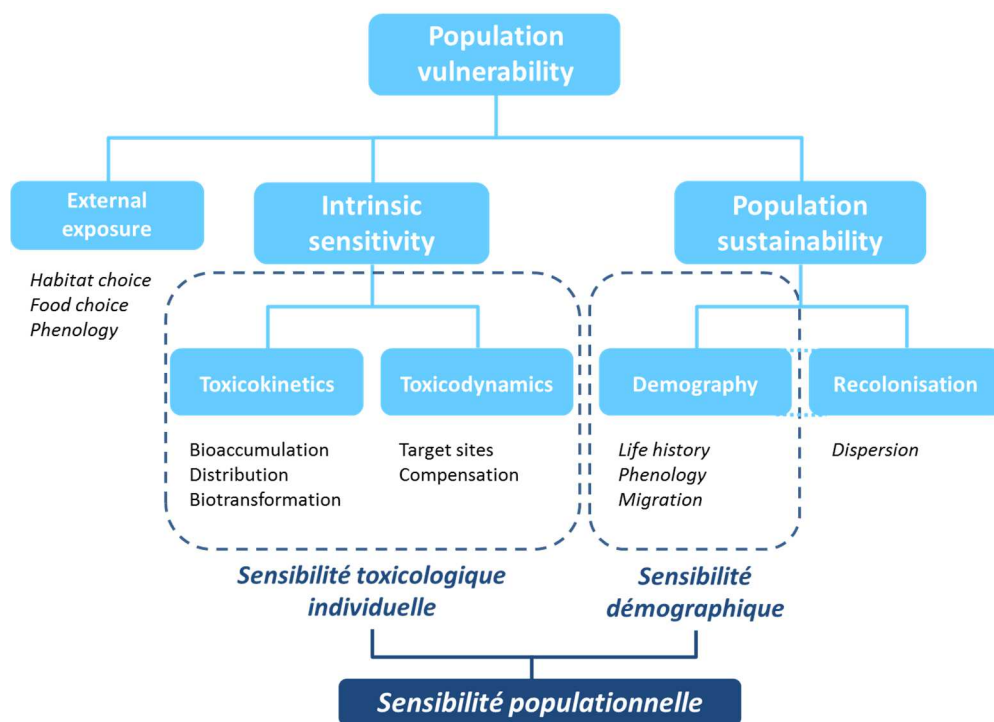 Population
vulnerability
External
exposure
Intrinsic
sensitivity
Population
sustainability
Habitat choice
Food choice
Phenology
Toxicokinetics
Toxicodynamics
Demography
Recolonisation
Bioaccumulation
Distribution
Biotransformation
Target sites
Compensation
Life history
Phenology
Migration
Dispersion
Sensibilité toxicologique
individuelle
Sensibilité
démographique
Sensibilité populationnelle